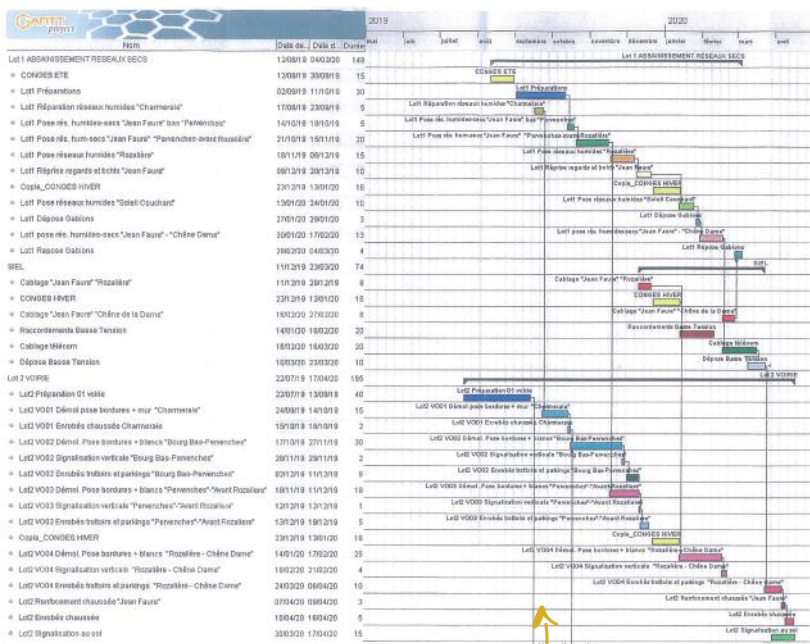 GANTT project
2019 2020
Nom Date de... Date d... Durée
mai juin juillet août septembre octobre novembre décembre janvier février mars avril
Lot 1 ASSAINISSEMENT RESEAUX SECS 12/08/19 04/03/20 148
CONGES ETE 12/08/19 30/08/19 15
Lot1 Préparations 02/09/19 11/10/19 30
Lot1 Réparation réseaux humides "Charmeraie" 17/09/19 23/09/19 5
Lot1 Pose rés. humides-secs "Jean Faure" bas "Pervenches" 14/10/19 18/10/19 5
Lot1 Pose rés. hum-secs "Jean Faure" "Pervenches-avant Rozalière" 21/10/19 15/11/19 20
Lot1 Pose réseaux humides "Rozalière" 18/11/19 06/12/19 15
Lot1 Réprise regards et bchts "Jean Faure" 09/12/19 20/12/19 10
Copie_CONGES HIVER 23/12/19 13/01/20 16
Lot1 Pose réseaux humides "Soleil Couchant" 13/01/20 24/01/20 10
Lot1 Dépose Gabions 27/01/20 29/01/20 3
Lot1 pose rés. humides-secs "Jean Faure" - "Chêne Dame" 30/01/20 17/02/20 13
Lot1 Repose Gabions 28/02/20 04/03/20 4
SIEL 11/12/19 23/03/20 74
Cablage "Jean Faure" "Rozalière" 11/12/19 20/12/19 8
CONGES HIVER 23/12/19 13/01/20 16
Cablage "Jean Faure" "Chêne de la Dame" 18/02/20 27/02/20 8
Raccordements Basse Tension 14/01/20 10/02/20 20
Cablage télécom 18/02/20 16/03/20 20
Dépose Basse Tension 10/03/20 23/03/20 10
Lot 2 VOIRIE 22/07/19 17/04/20 195
Lot2 Préparation 01 voirie 22/07/19 13/09/19 40
Lot2 VO01 Démol pose bordures + mur "Charmeraie" 24/09/19 14/10/19 15
Lot2 VO01 Enrobés chaussée Charmeraie 15/10/19 16/10/19 2
Lot2 VO02 Démol. Pose bordures + blancs "Bourg Bas-Pervenches" 17/10/19 27/11/19 30
Lot2 VO02 Signalisation verticale "Bourg Bas-Pervenches" 28/11/19 29/11/19 2
Lot2 VO02 Enrobés trottoirs et parkings "Bourg Bas-Pervenches" 02/12/19 11/12/19 8
Lot2 VO03 Démol. Pose bordures + blancs "Pervenches"-"Avant Rozaliere" 18/11/19 11/12/19 18
Lot2 VO03 Signalisation verticale "Pervenches"-"Avant Rozaliere" 12/12/19 12/12/19 1
Lot2 VO03 Enrobés trottoirs et parkings "Pervenches"-"Avant Rozaliere" 13/12/19 19/12/19 5
Copie_CONGES HIVER 23/12/19 13/01/20 16
Lot2 VO04 Démol. Pose bordures + blancs "Rozalière - Chêne Dame" 14/01/20 17/02/20 25
Lot2 VO04 Signalisation verticale "Rozalière - Chêne Dame" 18/02/20 21/02/20 4
Lot2 VO04 Enrobés trottoirs et parkings "Rozalière - Chêne Dame" 24/03/20 06/04/20 10
Lot2 Renforcement chaussée "Jean Faure" 07/04/20 09/04/20 3
Lot2 Enrobés chaussée 10/04/20 16/04/20
Lot2 Signalisation au sol 30/03/20 17/04/20 15